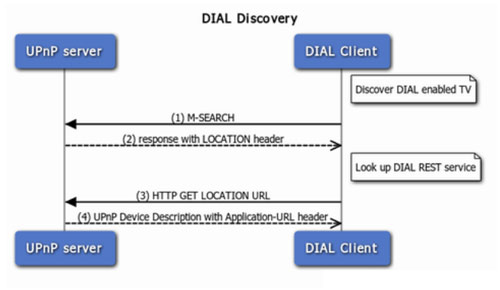 DIAL Discovery
UPnP server
DIAL Client
Discover DIAL enabled TV
(1) M-SEARCH
(2) response with LOCATION header
Look up DIAL REST service
(3) HTTP GET LOCATION URL
(4) UPnP Device Description with Application-URL header
UPnP server
DIAL Client